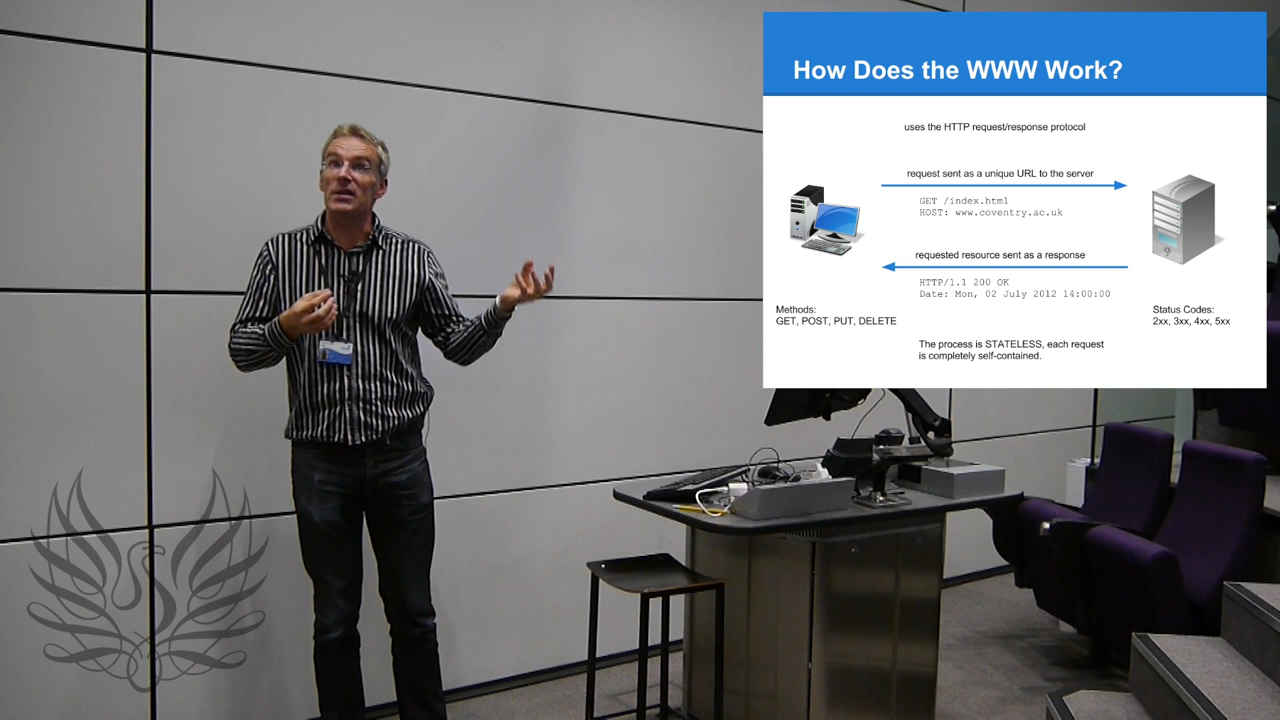 How Does the WWW Work?
uses the HTTP request/response protocol
request sent as a unique URL to the server
GET /index.html
HOST: www.coventry.ac.uk
requested resource sent as a response
HTTP/1.1 200 OK
Date: Mon, 02 July 2012 14:00:00
Methods:
GET, POST, PUT, DELETE
Status Codes:
2xx, 3xx, 4xx, 5xx
The process is STATELESS, each request
is completely self-contained.